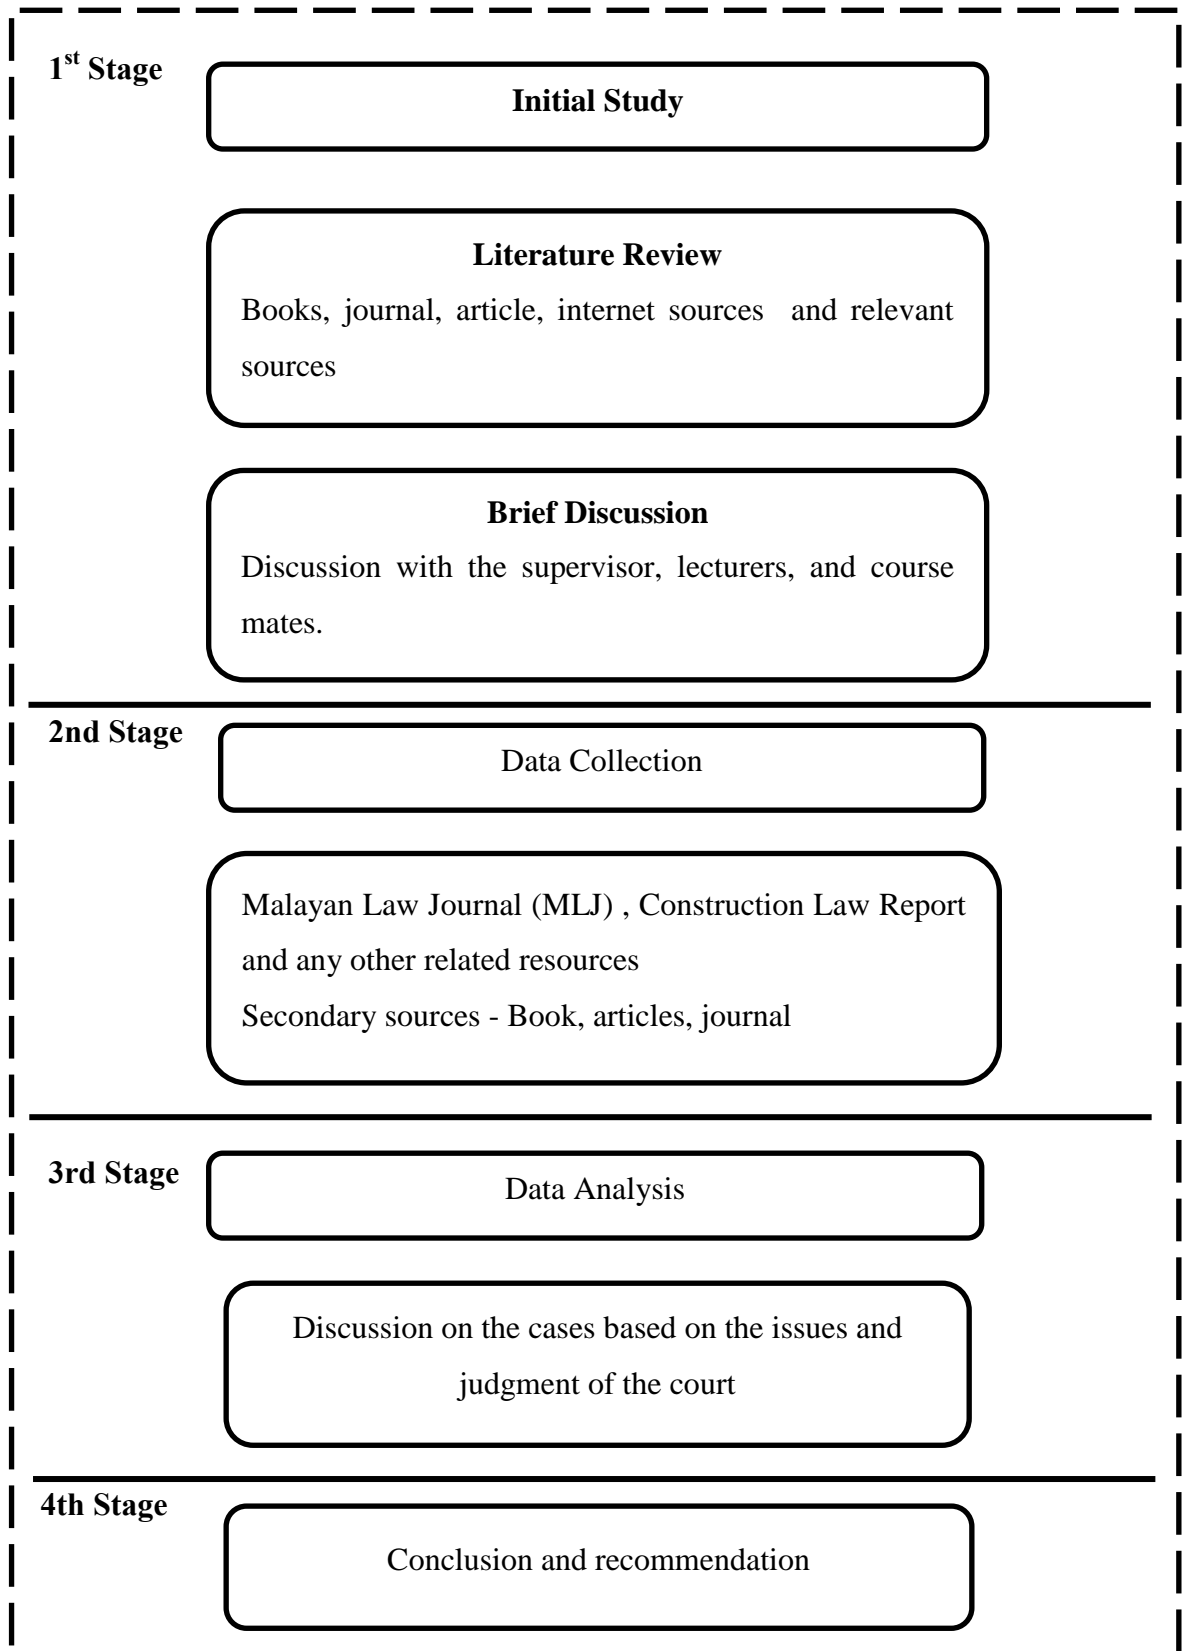 1st Stage
Initial Study
Literature Review
Books, journal, article, internet sources and relevant
sources
Brief Discussion
Discussion with the supervisor, lecturers, and course
mates.
2nd Stage
Data Collection
Malayan Law Journal (MLJ) , Construction Law Report
and any other related resources
Secondary sources - Book, articles, journal
3rd Stage
Data Analysis
Discussion on the cases based on the issues and
judgment of the court
4th Stage
Conclusion and recommendation